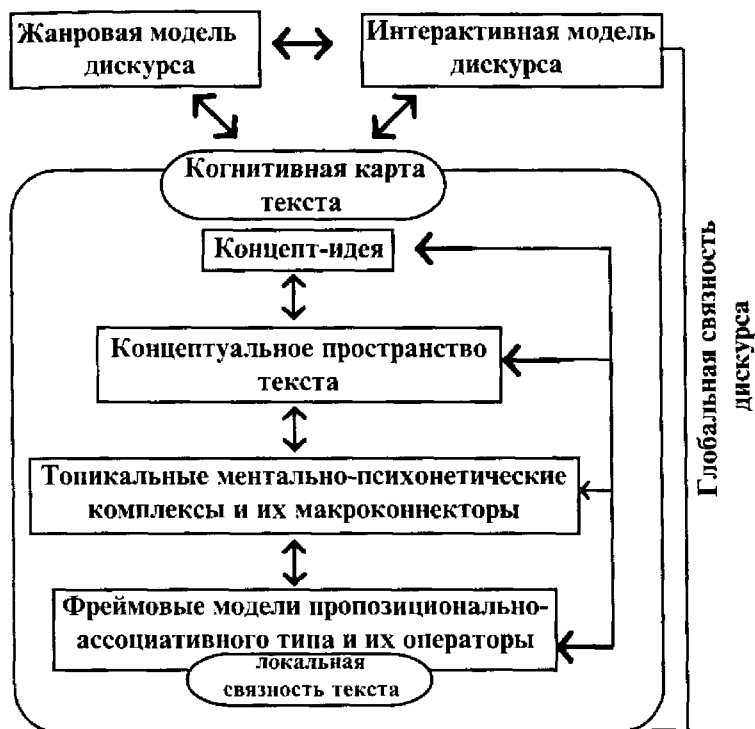 Жанровая модель
дискурса
Интерактивная модель
дискурса
Когнитивная карта
текста
Концепт-идея
Концептуальное пространство
текста
Топикальные ментально-психонетические
комплексы и их макроконнекторы
Фреймовые модели пропозиционально-
ассоциативного типа и их операторы
локальная
связность текста
Глобальная связность
дискурса